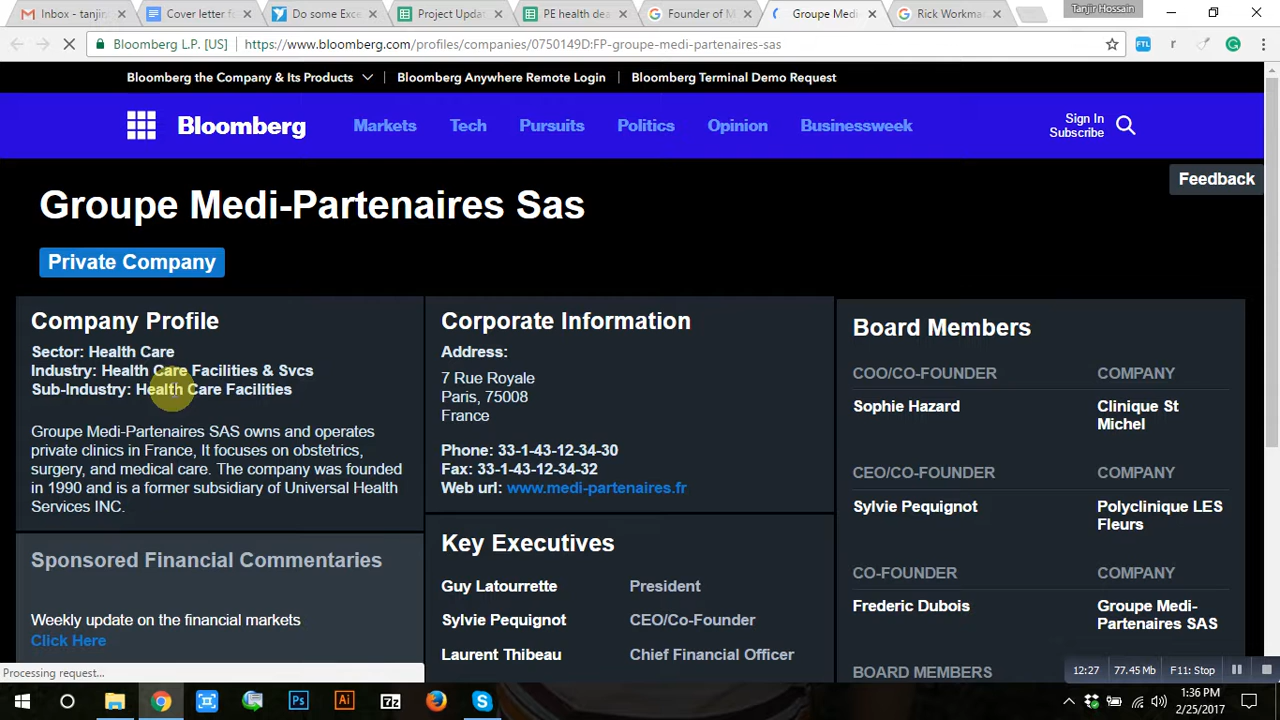 Inbox - tanjira
Cover letter fo
Do some Exce
Project Updat
PE health dea
Founder of M
Groupe Medi-
Rick Workman
Tanjir Hossain
Bloomberg L.P. [US]
https://www.bloomberg.com/profiles/companies/0750149D:FP-groupe-medi-partenaires-sas
FTL
r
Bloomberg the Company & Its Products
Bloomberg Anywhere Remote Login
Bloomberg Terminal Demo Request
Bloomberg
Markets
Tech
Pursuits
Politics
Opinion
Businessweek
Sign In
Subscribe
Feedback
Groupe Medi-Partenaires Sas
Private Company
Company Profile
Sector: Health Care
Industry: Health Care Facilities & Svcs
Sub-Industry: Health Care Facilities
Groupe Medi-Partenaires SAS owns and operates
private clinics in France, It focuses on obstetrics,
surgery, and medical care. The company was founded
in 1990 and is a former subsidiary of Universal Health
Services INC.
Sponsored Financial Commentaries
Weekly update on the financial markets
Click Here
Corporate Information
Address:
7 Rue Royale
Paris, 75008
France
Phone: 33-1-43-12-34-30
Fax: 33-1-43-12-34-32
Web url: www.medi-partenaires.fr
Key Executives
Guy Latourrette President
Sylvie Pequignot CEO/Co-Founder
Laurent Thibeau Chief Financial Officer
Board Members
COO/CO-FOUNDER COMPANY
Sophie Hazard Clinique St
Michel
CEO/CO-FOUNDER COMPANY
Sylvie Pequignot Polyclinique LES
Fleurs
CO-FOUNDER COMPANY
Frederic Dubois Groupe Medi-
Partenaires SAS
BOARD MEMBERS
Processing request...
12:27
77.45 Mb
F11: Stop
Ps
Ai
7z
1:36 PM
2/25/2017